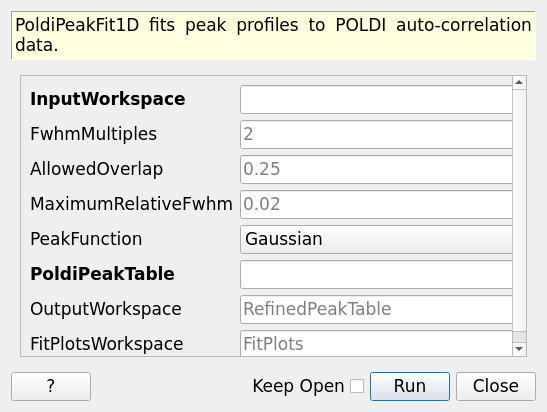 PoldiPeakFit1D fits peak profiles to POLDI auto-correlation
data.
InputWorkspace
FwhmMultiples 2
AllowedOverlap 0.25
MaximumRelativeFwhm 0.02
PeakFunction Gaussian
PoldiPeakTable
OutputWorkspace RefinedPeakTable
FitPlotsWorkspace FitPlots
? Keep Open Run Close